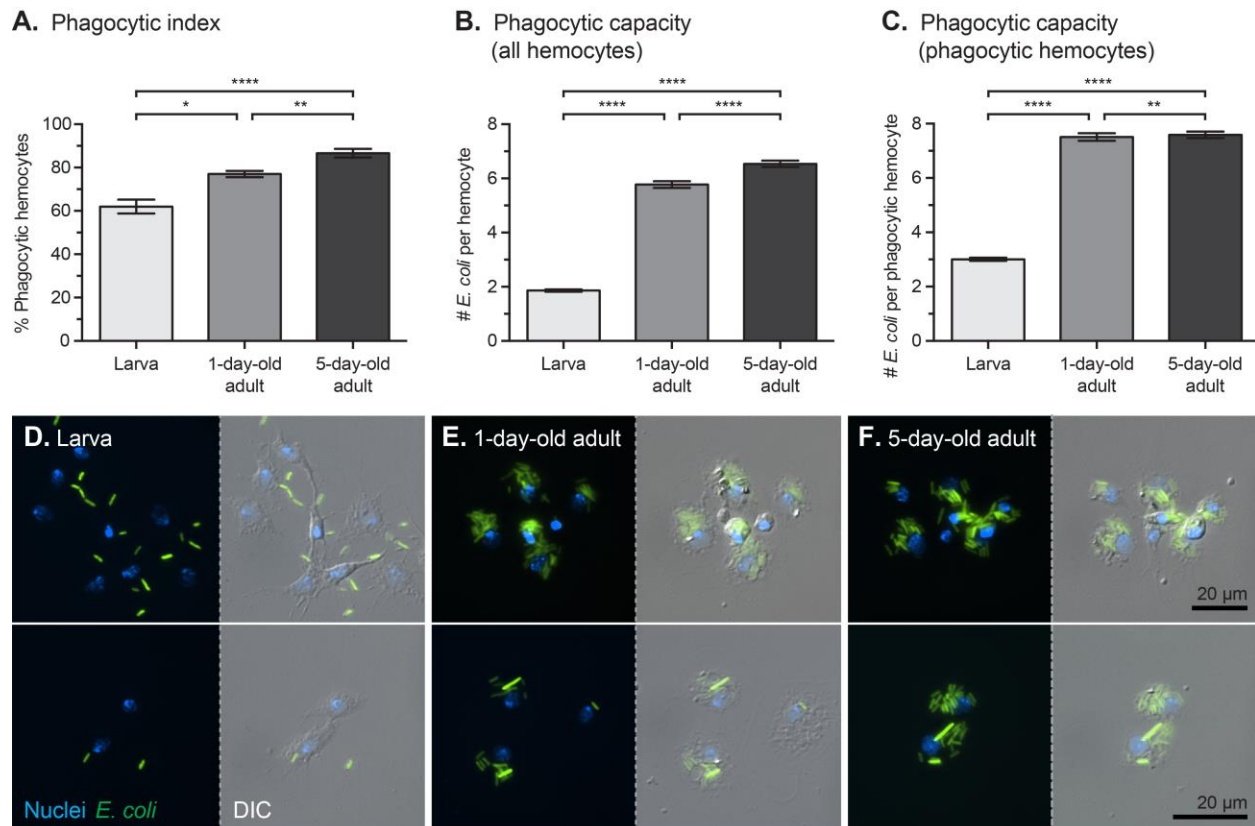 A. Phagocytic index
****
*
**
% Phagocytic hemocytes
100
80
60
40
20
0
Larva
1-day-old
adult
5-day-old
adult
B. Phagocytic capacity
(all hemocytes)
****
****
****
# E. coli per hemocyte
8
6
4
2
0
Larva
1-day-old
adult
5-day-old
adult
C. Phagocytic capacity
(phagocytic hemocytes)
****
****
**
# E. coli per phagocytic hemocyte
8
6
4
2
0
Larva
1-day-old
adult
5-day-old
adult
D. Larva
E. 1-day-old adult
F. 5-day-old adult
20 µm
Nuclei E. coli
DIC
20 µm